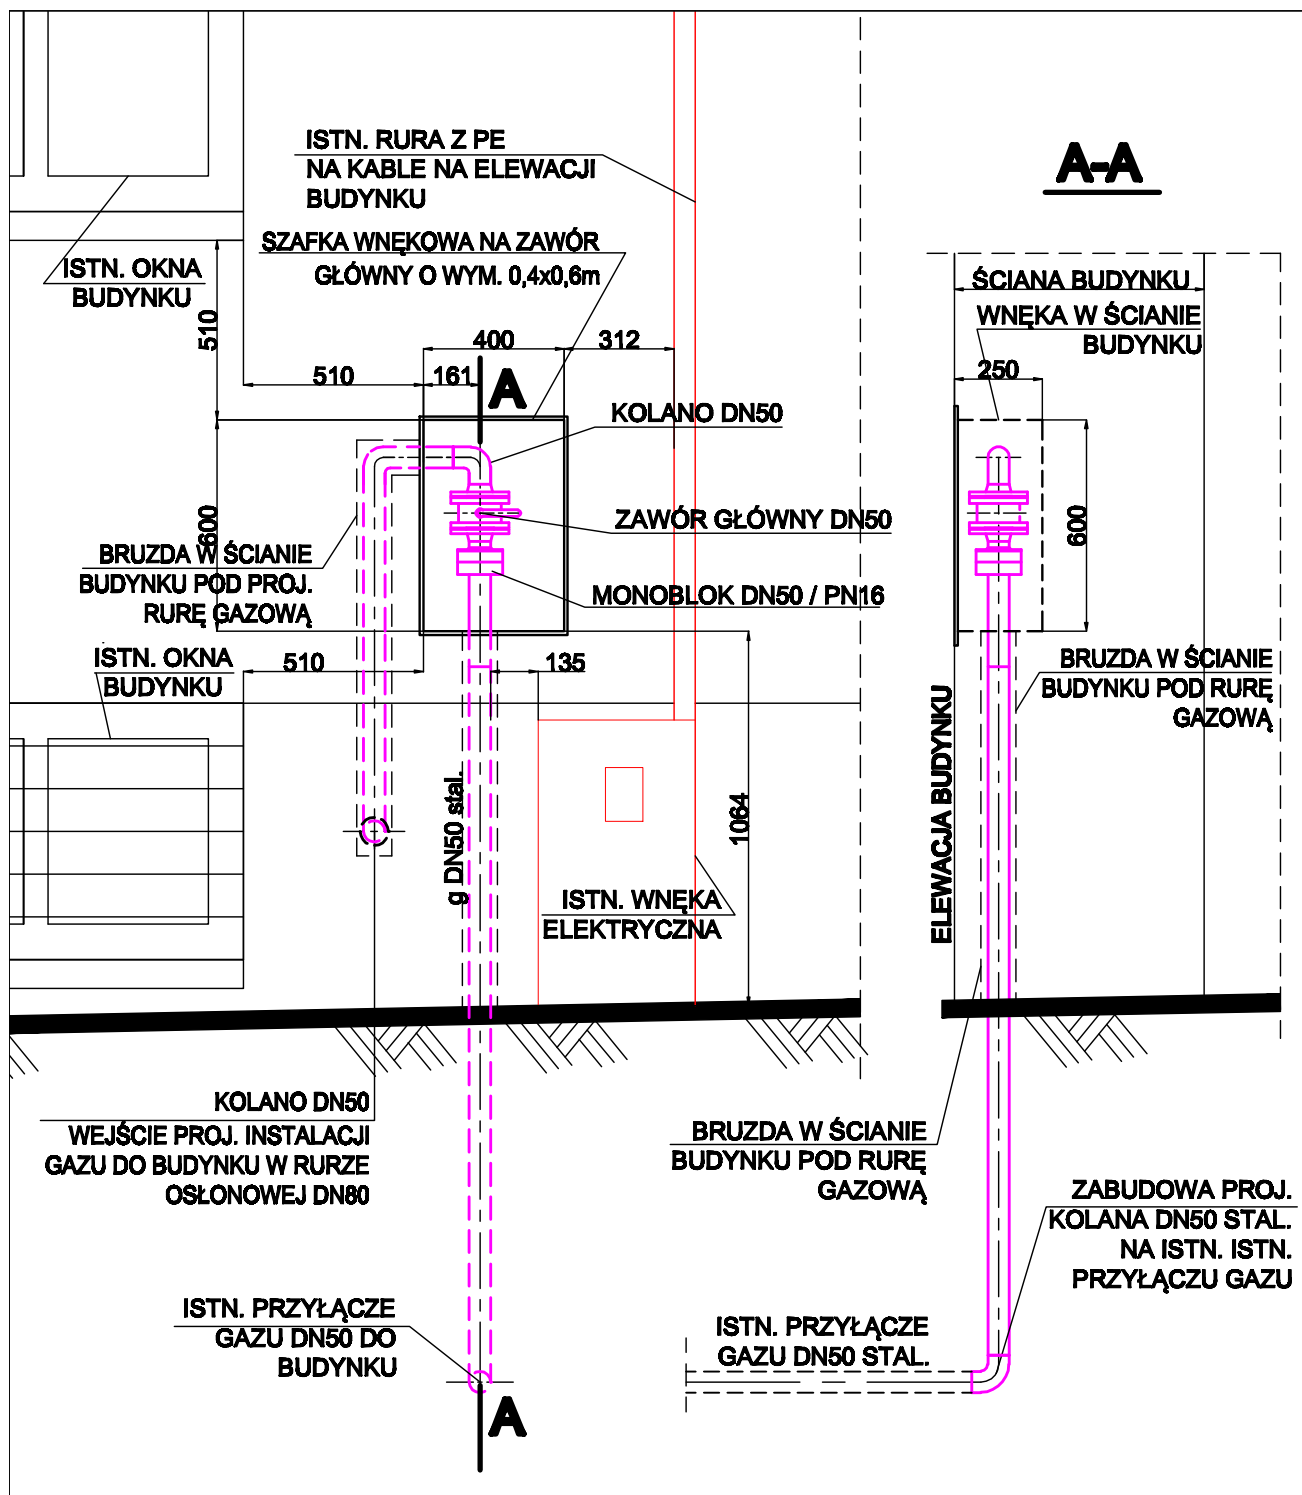 ISTN. RURA Z PE
NA KABLE NA ELEWACJI
BUDYNKU
A-A
SZAFKA WNĘKOWA NA ZAWÓR
GŁÓWNY O WYM. 0,4x0,6m
ISTN. OKNA
BUDYNKU
ŚCIANA BUDYNKU
WNĘKA W ŚCIANIE
BUDYNKU
510
400
312
510
161
A
250
KOLANO DN50
600
ZAWÓR GŁÓWNY DN50
600
BRUZDA W ŚCIANIE
BUDYNKU POD PROJ.
RURĘ GAZOWĄ
MONOBLOK DN50 / PN16
ISTN. OKNA
BUDYNKU
510
135
BRUZDA W ŚCIANIE
BUDYNKU POD RURĘ
GAZOWĄ
ELEWACJA BUDYNKU
g DN50 stal.
1064
ISTN. WNĘKA
ELEKTRYCZNA
KOLANO DN50
WEJŚCIE PROJ. INSTALACJI
GAZU DO BUDYNKU W RURZE
OSŁONOWEJ DN80
BRUZDA W ŚCIANIE
BUDYNKU POD RURĘ
GAZOWĄ
ZABUDOWA PROJ.
KOLANA DN50 STAL.
NA ISTN. ISTN.
PRZYŁĄCZU GAZU
ISTN. PRZYŁĄCZE
GAZU DN50 DO
BUDYNKU
ISTN. PRZYŁĄCZE
GAZU DN50 STAL.
A